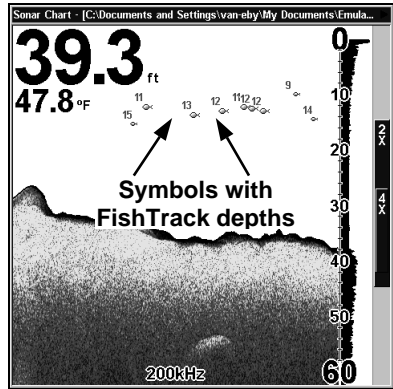 Sonar Chart - [C:\Documents and Settings\van-eby\My Documents\Emula...
39.3 ft
47.8 °F
0
9
10
11
15
13
12
11
12
12
14
2X
20
Symbols with
FishTrack depths
30
4X
40
50
200kHz
60